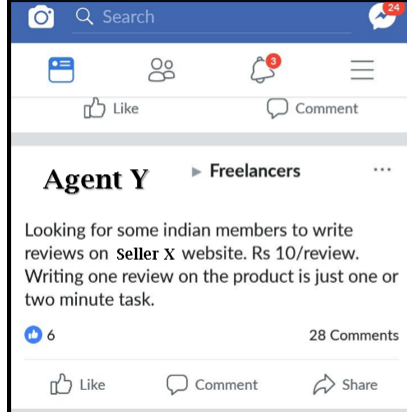 Search
24
3
Like Comment
Agent Y ▸ Freelancers ...
Looking for some indian members to write
reviews on Seller X website. Rs 10/review.
Writing one review on the product is just one or
two minute task.
6 28 Comments
Like Comment Share